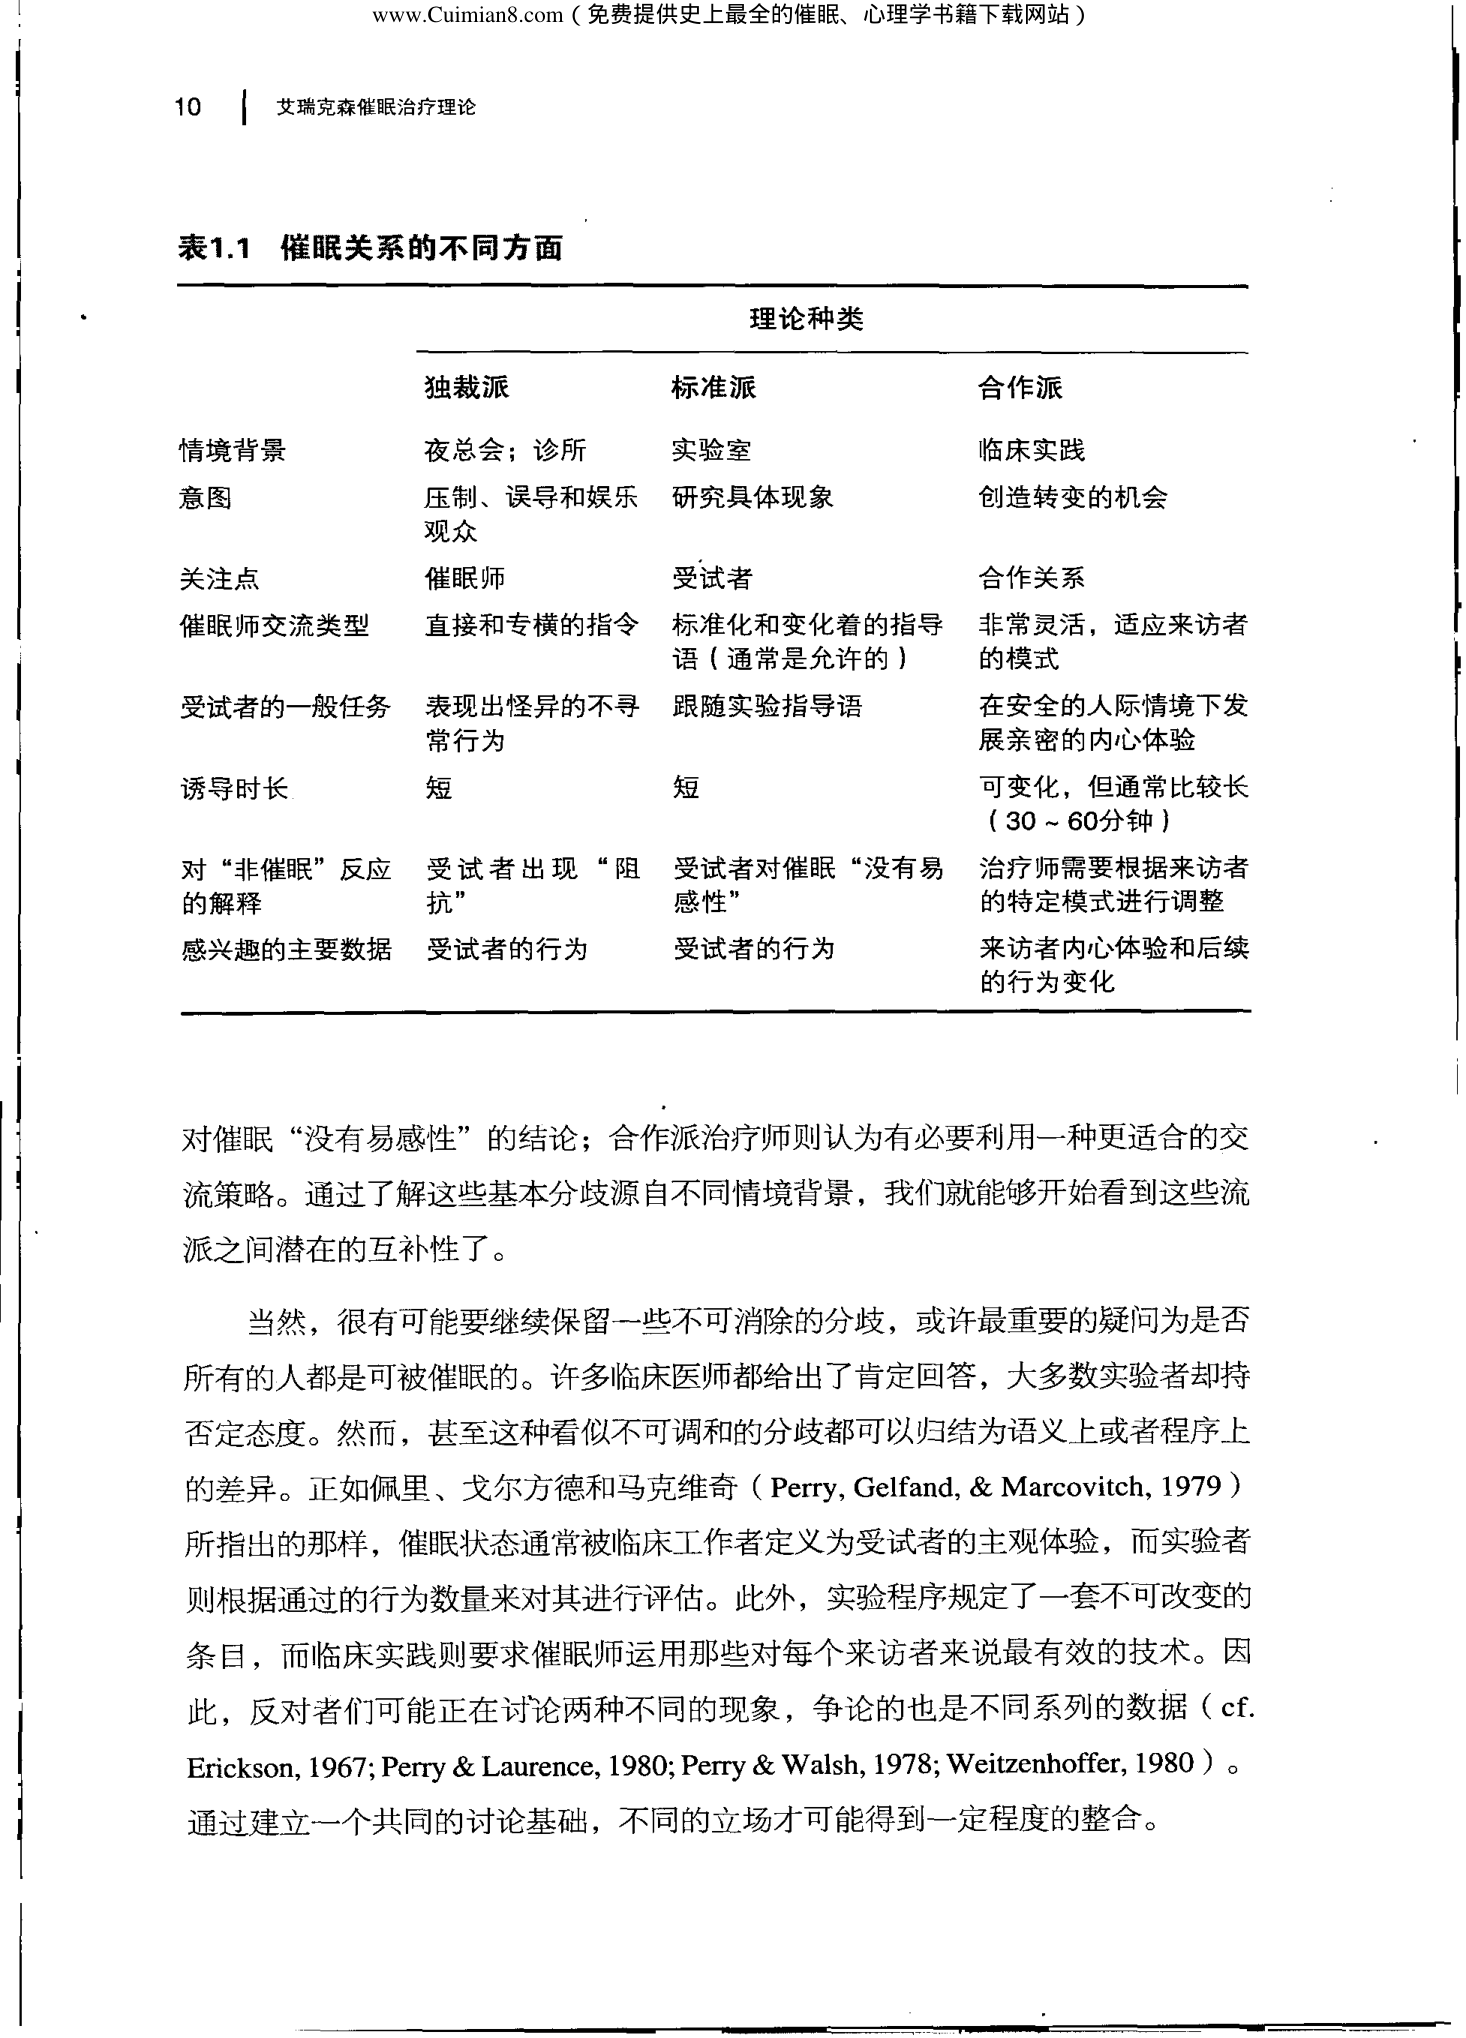 www.Cuimian8.com（免费提供史上最全的催眠、心理学书籍下载网站）
10 艾瑞克森催眠治疗理论
表1.1 催眠关系的不同方面
理论种类
独裁派 标准派 合作派
情境背景 夜总会；诊所 实验室 临床实践
意图 压制、误导和娱乐 研究具体现象 创造转变的机会
观众
关注点 催眠师 受试者 合作关系
催眠师交流类型 直接和专横的指令 标准化和变化着的指导 非常灵活，适应来访者
语（通常是允许的） 的模式
受试者的一般任务 表现出怪异的不寻 跟随实验指导语 在安全的人际情境下发
常行为 展亲密的内心体验
诱导时长 短 短 可变化，但通常比较长
（30～60分钟）
对“非催眠”反应 受试者出现“阻 受试者对催眠“没有易 治疗师需要根据来访者
的解释 抗” 感性” 的特定模式进行调整
感兴趣的主要数据 受试者的行为 受试者的行为 来访者内心体验和后续
的行为变化
对催眠“没有易感性”的结论；合作派治疗师则认为有必要利用一种更适合的交
流策略。通过了解这些基本分歧源自不同情境背景，我们就能够开始看到这些流
派之间潜在的互补性了。
当然，很有可能要继续保留一些不可消除的分歧，或许最重要的疑问为是否
所有的人都是可被催眠的。许多临床医师都给出了肯定回答，大多数实验者却持
否定态度。然而，甚至这种看似不可调和的分歧都可以归结为语义上或者程序上
的差异。正如佩里、戈尔方德和马克维奇（Perry, Gelfand, & Marcovitch, 1979）
所指出的那样，催眠状态通常被临床工作者定义为受试者的主观体验，而实验者
则根据通过的行为数量来对其进行评估。此外，实验程序规定了一套不可改变的
条目，而临床实践则要求催眠师运用那些对每个来访者来说最有效的技术。因
此，反对者们可能正在讨论两种不同的现象，争论的也是不同系列的数据（cf.
Erickson, 1967; Perry & Laurence, 1980; Perry & Walsh, 1978; Weitzenhoffer, 1980）。
通过建立一个共同的讨论基础，不同的立场才可能得到一定程度的整合。